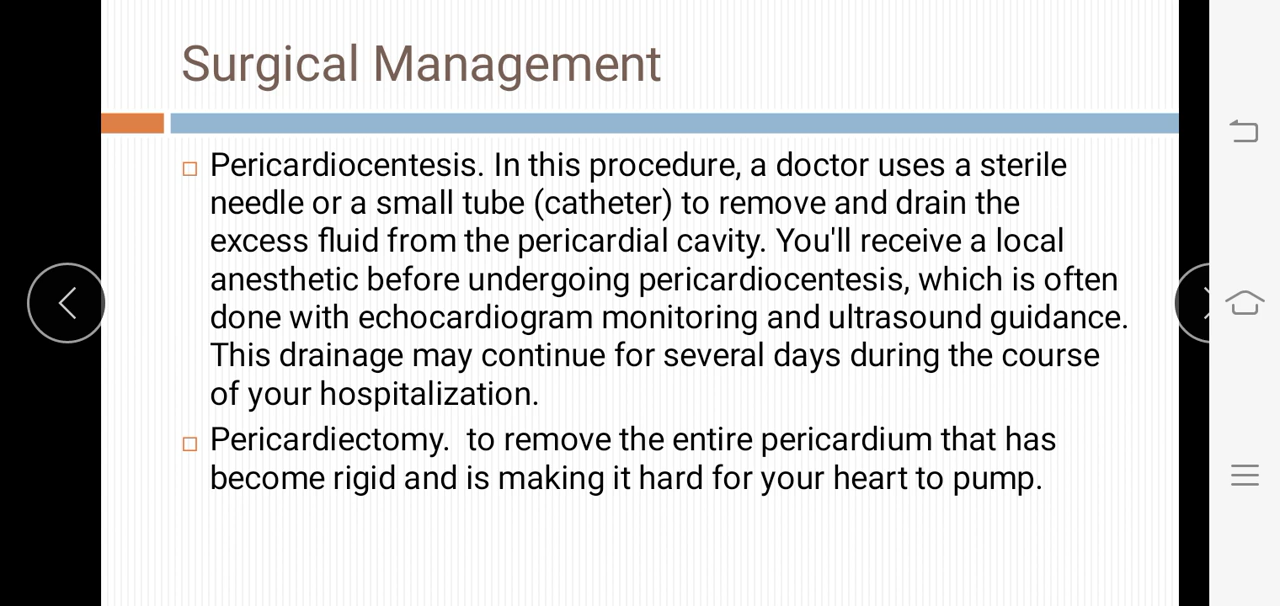 Surgical Management
Pericardiocentesis. In this procedure, a doctor uses a sterile
needle or a small tube (catheter) to remove and drain the
excess fluid from the pericardial cavity. You'll receive a local
anesthetic before undergoing pericardiocentesis, which is often
done with echocardiogram monitoring and ultrasound guidance.
This drainage may continue for several days during the course
of your hospitalization.
Pericardiectomy.  to remove the entire pericardium that has
become rigid and is making it hard for your heart to pump.